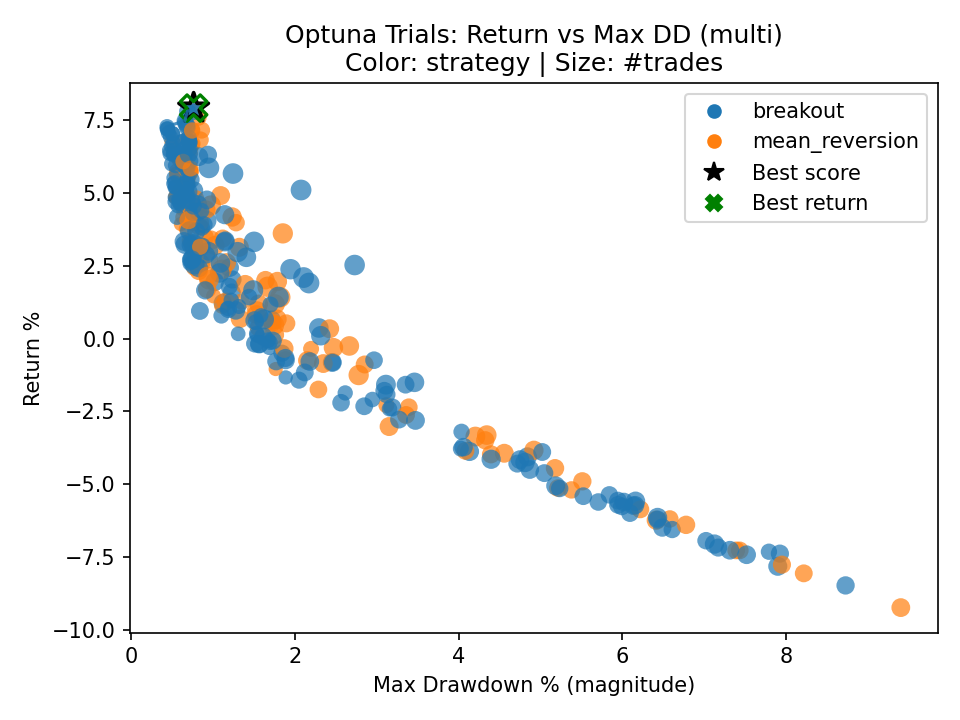 Optuna Trials: Return vs Max DD (multi)
Color: strategy | Size: #trades
breakout
mean_reversion
Best score
Best return
Return %
7.5
5.0
2.5
0.0
−2.5
−5.0
−7.5
−10.0
0
2
4
6
8
Max Drawdown % (magnitude)